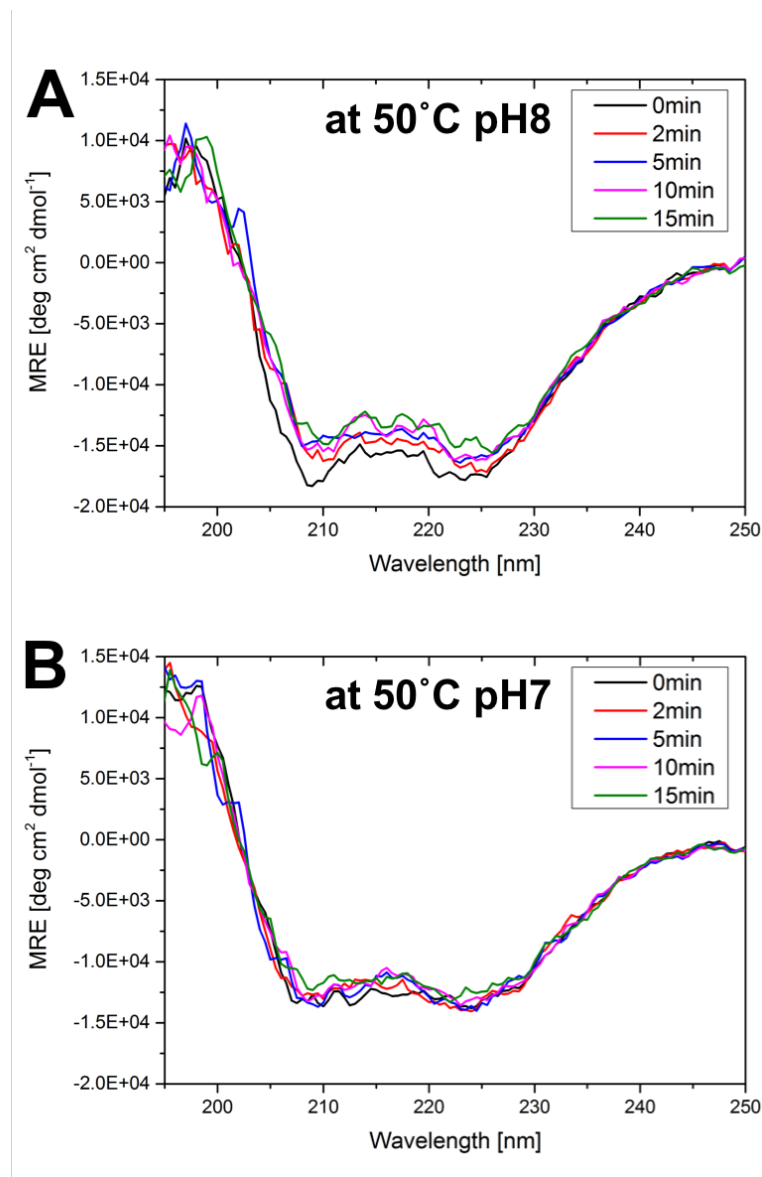 A
at 50˚C pH8
0min
2min
5min
10min
15min
MRE [deg cm² dmol⁻¹]
1.5E+04
1.0E+04
5.0E+03
0.0E+00
-5.0E+03
-1.0E+04
-1.5E+04
-2.0E+04
200 210 220 230 240 250
Wavelength [nm]
B
at 50˚C pH7
0min
2min
5min
10min
15min
MRE [deg cm² dmol⁻¹]
1.5E+04
1.0E+04
5.0E+03
0.0E+00
-5.0E+03
-1.0E+04
-1.5E+04
-2.0E+04
200 210 220 230 240 250
Wavelength [nm]